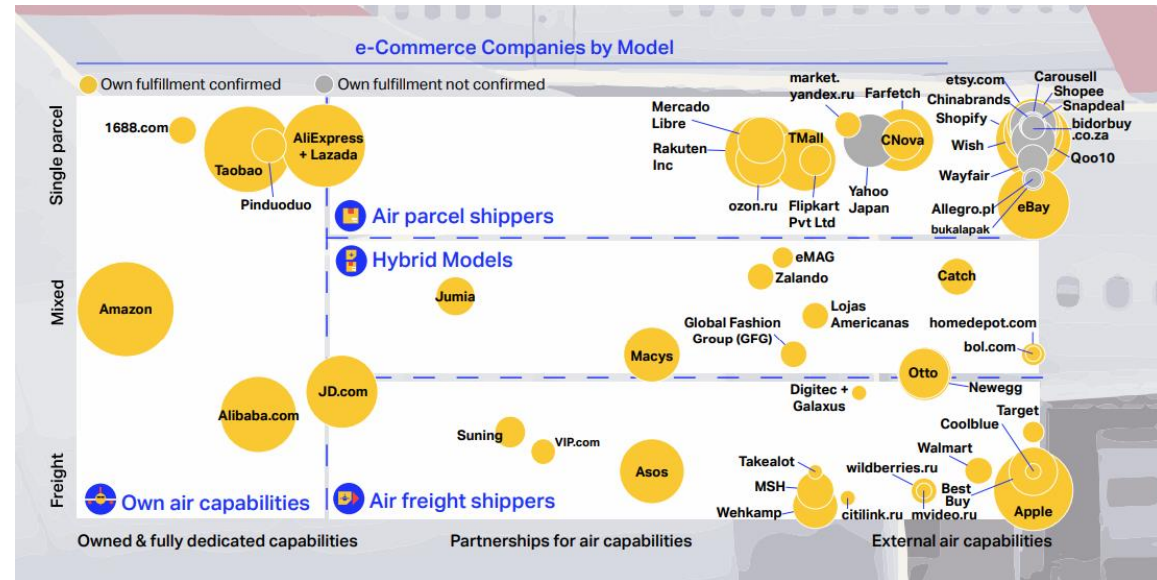 e-Commerce Companies by Model
Own fulfillment confirmed
Own fulfillment not confirmed
Single parcel
1688.com
Taobao
Pinduoduo
AliExpress
+ Lazada
Air parcel shippers
Mercado
Libre
Rakuten
Inc
ozon.ru
TMall
Flipkart
Pvt Ltd
market.
yandex.ru
Farfetch
CNova
Yahoo
Japan
etsy.com
Chinabrands
Shopify
Wish
Wayfair
Allegro.pl
bukalapak
Carousell
Shopee
Snapdeal
bidorbuy
.co.za
Qoo10
eBay
Mixed
Hybrid Models
Amazon
Jumia
eMAG
Zalando
Lojas
Americanas
Global Fashion
Group (GFG)
Macys
Catch
homedepot.com
bol.com
Otto
Newegg
JD.com
Alibaba.com
Freight
Own air capabilities
Air freight shippers
Suning
VIP.com
Asos
Digitec +
Galaxus
Takealot
MSH
Wehkamp
citilink.ru
wildberries.ru
mvideo.ru
Target
Coolblue
Walmart
Best
Buy
Apple
Owned & fully dedicated capabilities
Partnerships for air capabilities
External air capabilities